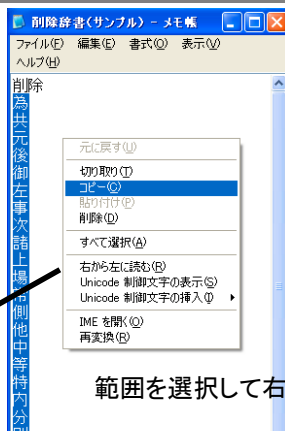 削除辞書(サンプル) - メモ帳
ファイル(F) 編集(E) 書式(O) 表示(V)
ヘルプ(H)
削除
為
共
元
後
御
左
事
次
諸
上
場
常
側
他
中
等
特
内
分
別
元に戻す(U)
切り取り(T)
コピー(C)
貼り付け(P)
削除(D)
すべて選択(A)
右から左に読む(R)
Unicode 制御文字の表示(S)
Unicode 制御文字の挿入(I)
IME を開く(O)
再変換(R)
範囲を選択して右